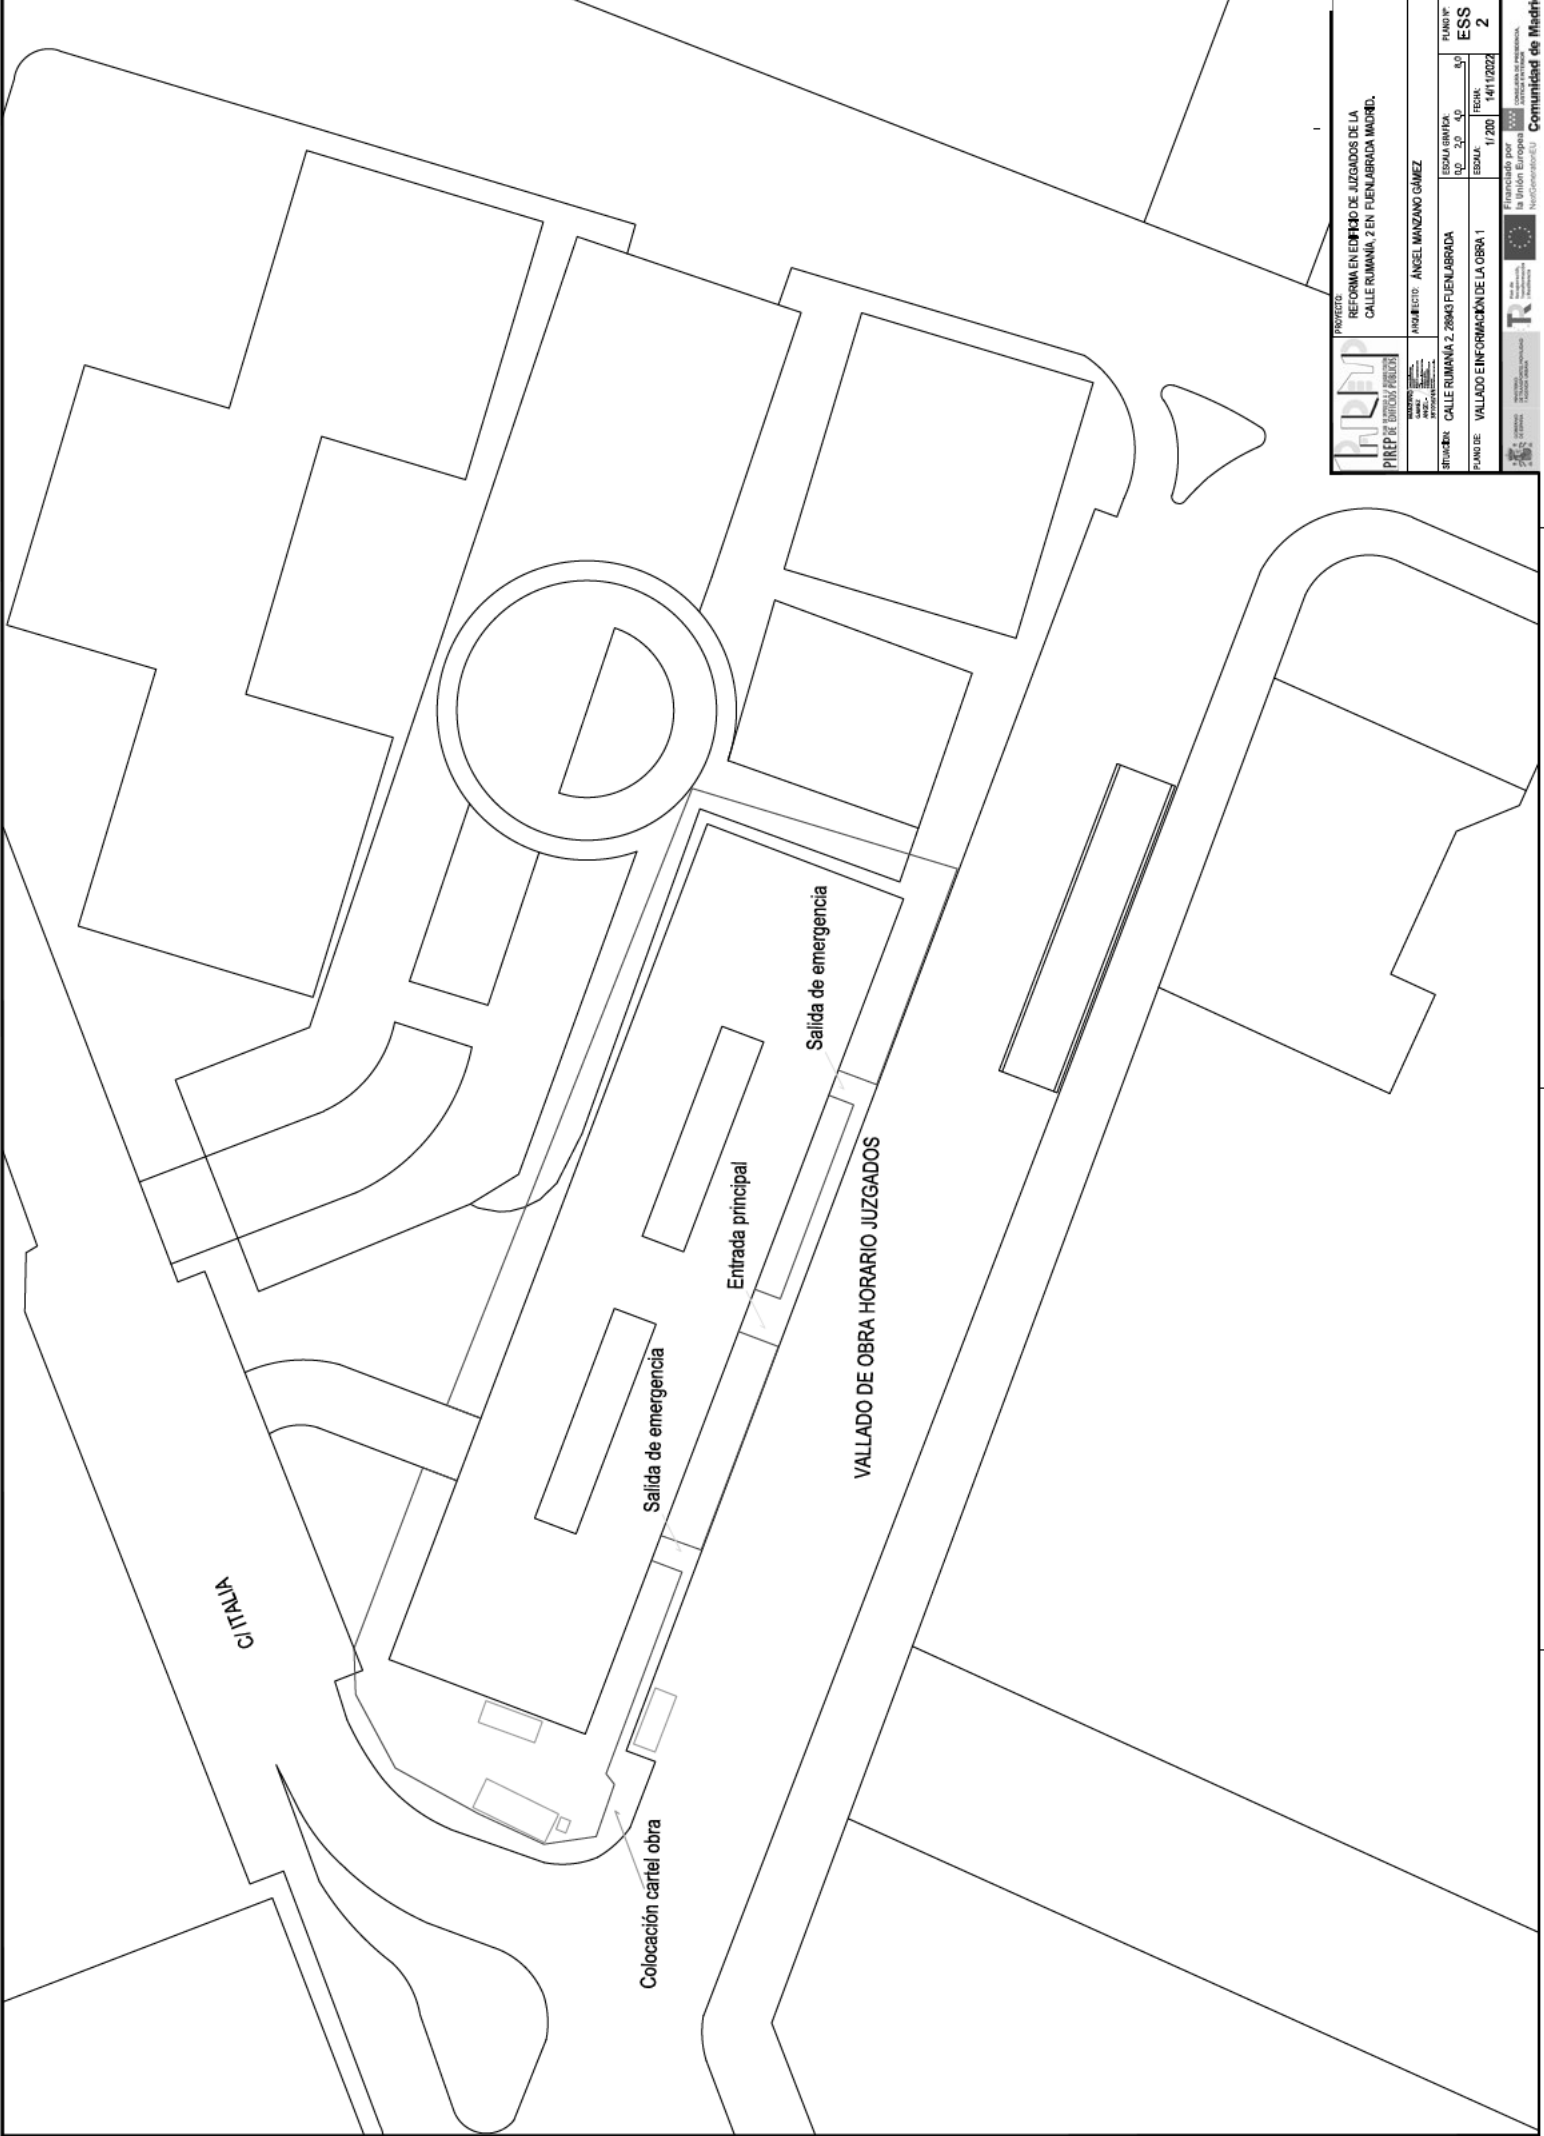 C/ ITALIA
Salida de emergencia
Entrada principal
Salida de emergencia
VALLADO DE OBRA HORARIO JUZGADOS
Colocación cartel obra
PIREP DE EDIFICIOS PÚBLICOS
PROYECTO:
REFORMA EN EDIFICIO DE JUZGADOS DE LA
CALLE RUMANÍA, 2 EN FUENLABRADA MADRID.
ARQUITECTO: ÁNGEL MANZANO GÁMEZ
SITUACIÓN: CALLE RUMANÍA 2. 28943 FUENLABRADA
ESCALA GRÁFICA:
0,0 2,0 4,0 8,0
PLANO Nº:
ESS
2
PLANO DE: VALLADO E INFORMACIÓN DE LA OBRA 1
ESCALA: 1/ 200
FECHA: 14/11/2022
Financiado por
la Unión Europea
NextGenerationEU
Comunidad de Madri